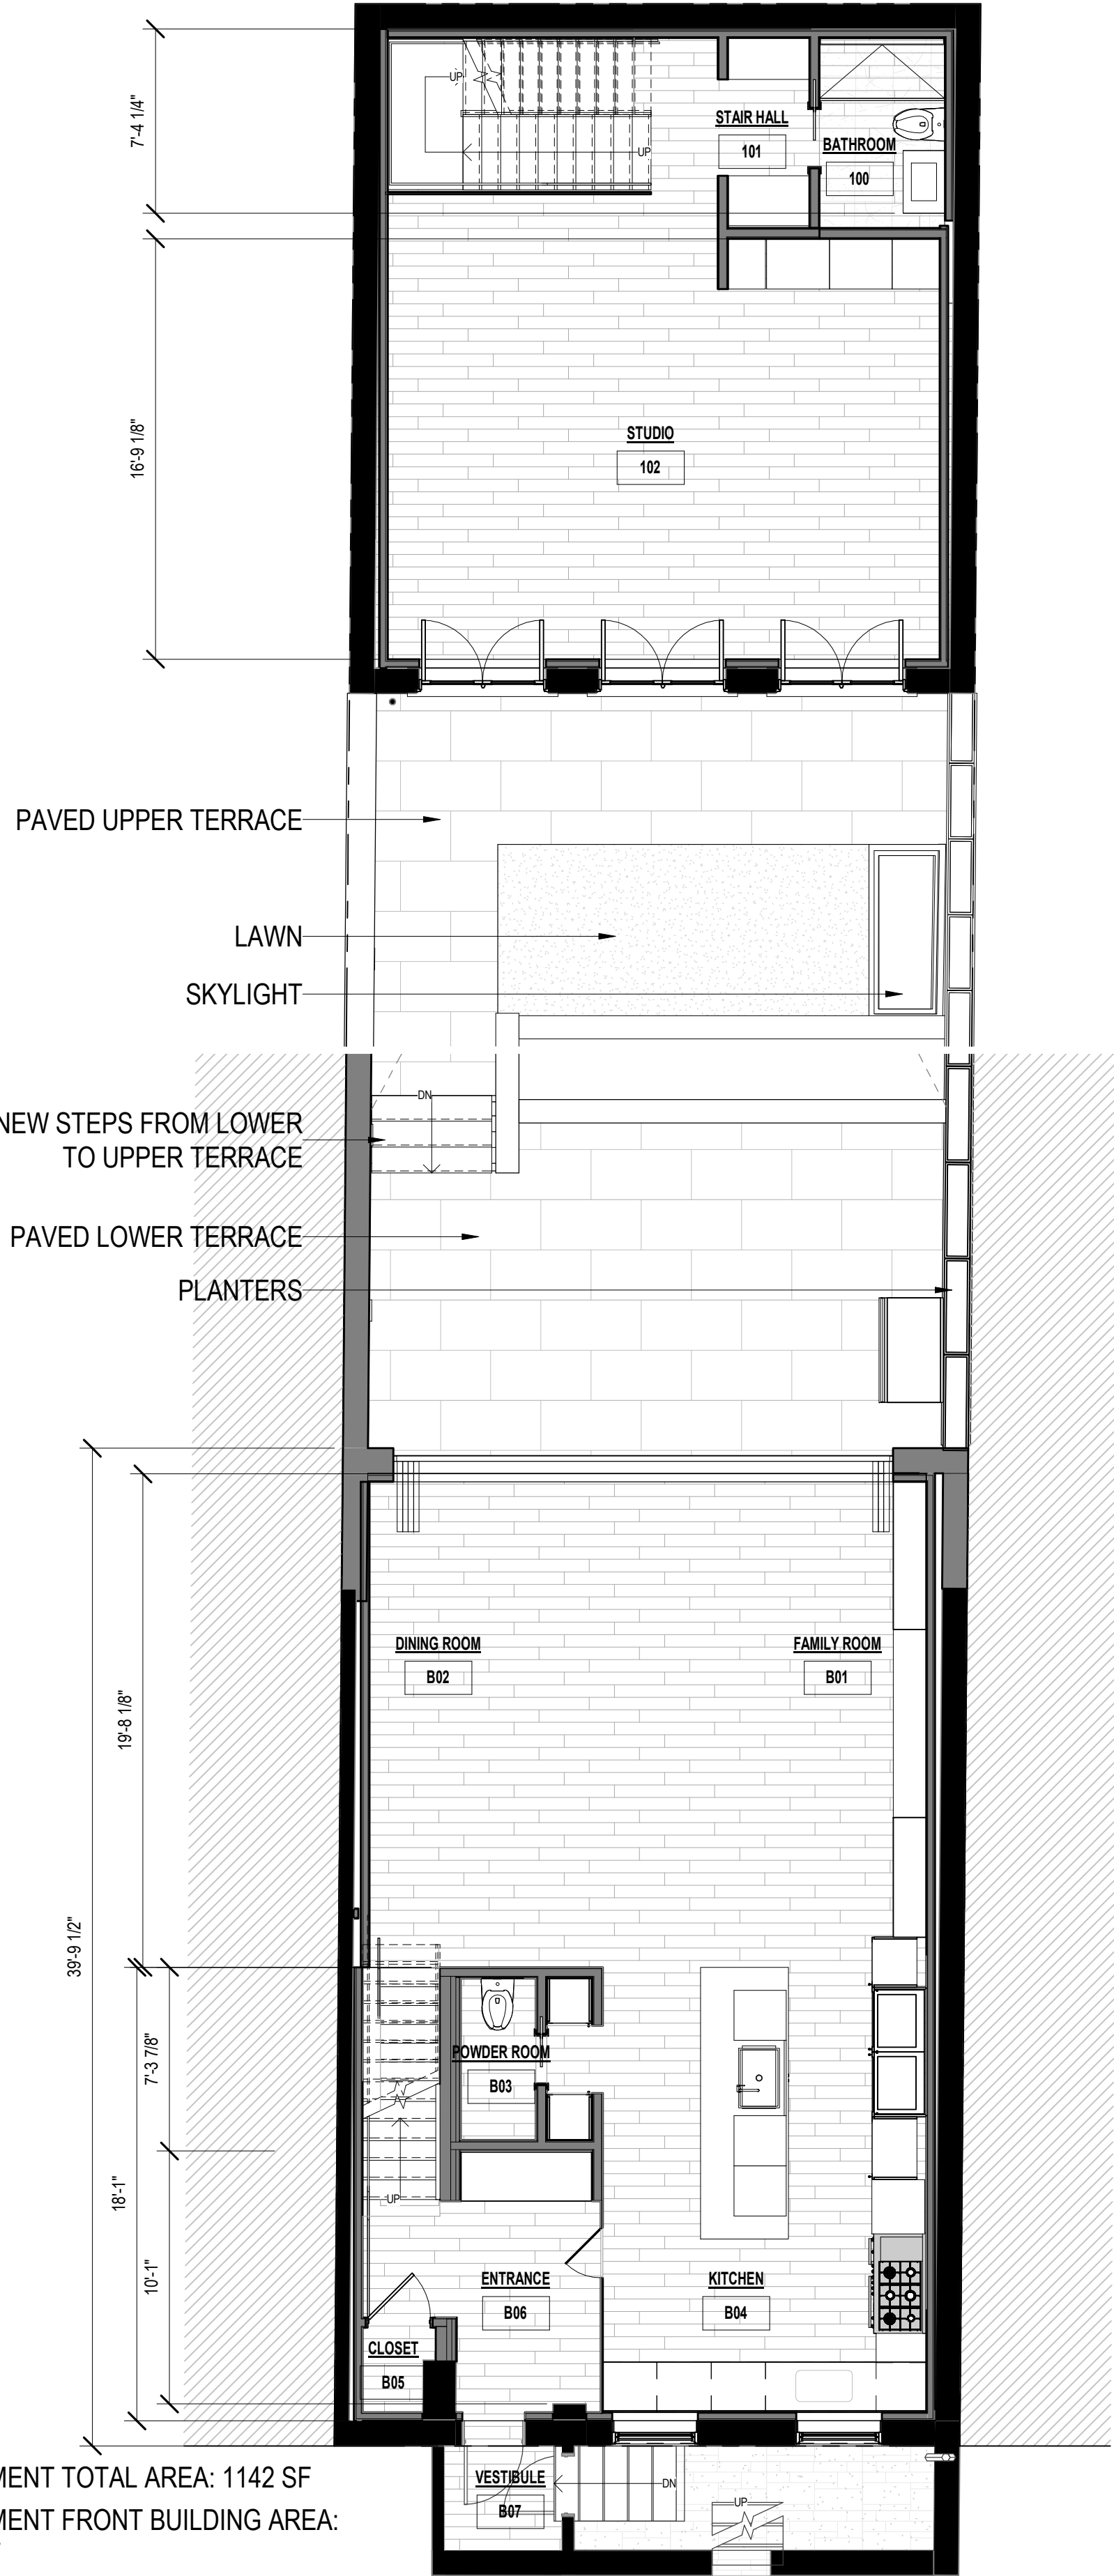 7'-4 1/4"
UP
UP
STAIR HALL
101
BATHROOM
100
16'-9 1/8"
STUDIO
102
PAVED UPPER TERRACE
LAWN
SKYLIGHT
DN
NEW STEPS FROM LOWER
TO UPPER TERRACE
PAVED LOWER TERRACE
PLANTERS
DINING ROOM
B02
FAMILY ROOM
B01
19'-8 1/8"
39'-9 1/2"
7'-3 7/8"
POWDER ROOM
B03
18'-1"
UP
10'-1"
ENTRANCE
B06
KITCHEN
B04
CLOSET
B05
VESTIBULE
B07
DN
UP
MENT TOTAL AREA: 1142 SF
MENT FRONT BUILDING AREA: